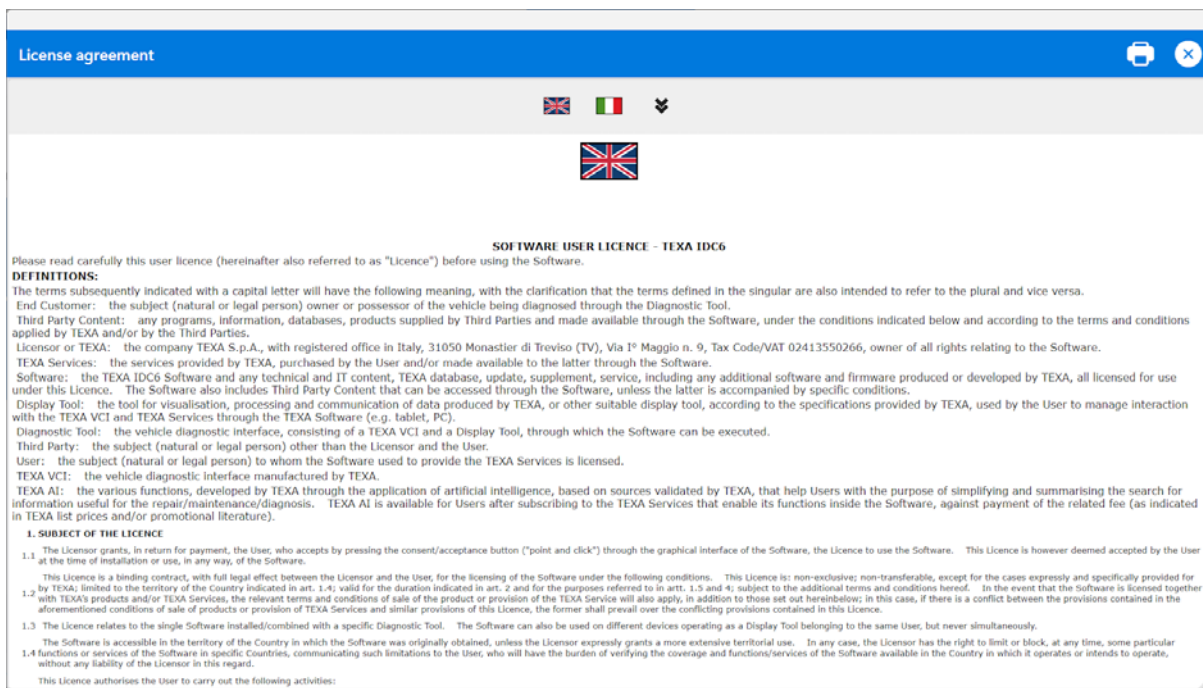 License agreement
SOFTWARE USER LICENCE - TEXA IDC6
Please read carefully this user licence (hereinafter also referred to as "Licence") before using the Software.
DEFINITIONS:
The terms subsequently indicated with a capital letter will have the following meaning, with the clarification that the terms defined in the singular are also intended to refer to the plural and vice versa.
End Customer: the subject (natural or legal person) owner or possessor of the vehicle being diagnosed through the Diagnostic Tool.
Third Party Content: any programs, information, databases, products supplied by Third Parties and made available through the Software, under the conditions indicated below and according to the terms and conditions
applied by TEXA and/or by the Third Parties.
Licensor or TEXA: the company TEXA S.p.A., with registered office in Italy, 31050 Monastier di Treviso (TV), Via I° Maggio n. 9, Tax Code/VAT 02413550266, owner of all rights relating to the Software.
TEXA Services: the services provided by TEXA, purchased by the User and/or made available to the latter through the Software.
Software: the TEXA IDC6 Software and any technical and IT content, TEXA database, update, supplement, service, including any additional software and firmware produced or developed by TEXA, all licensed for use
under this Licence. The Software also includes Third Party Content that can be accessed through the Software, unless the latter is accompanied by specific conditions.
Display Tool: the tool for visualisation, processing and communication of data produced by TEXA, or other suitable display tool, according to the specifications provided by TEXA, used by the User to manage interaction
with the TEXA VCI and TEXA Services through the TEXA Software (e.g. tablet, PC).
Diagnostic Tool: the vehicle diagnostic interface, consisting of a TEXA VCI and a Display Tool, through which the Software can be executed.
Third Party: the subject (natural or legal person) other than the Licensor and the User.
User: the subject (natural or legal person) to whom the Software used to provide the TEXA Services is licensed.
TEXA VCI: the vehicle diagnostic interface manufactured by TEXA.
TEXA AI: the various functions, developed by TEXA through the application of artificial intelligence, based on sources validated by TEXA, that help Users with the purpose of simplifying and summarising the search for
information useful for the repair/maintenance/diagnosis. TEXA AI is available for Users after subscribing to the TEXA Services that enable its functions inside the Software, against payment of the related fee (as indicated
in TEXA list prices and/or promotional literature).
1. SUBJECT OF THE LICENCE
1.1 The Licensor grants, in return for payment, the User, who accepts by pressing the consent/acceptance button ("point and click") through the graphical interface of the Software, the Licence to use the Software. This Licence is however deemed accepted by the User
at the time of installation or use, in any way, of the Software.
This Licence is a binding contract, with full legal effect between the Licensor and the User, for the licensing of the Software under the following conditions. This Licence is: non-exclusive; non-transferable, except for the cases expressly and specifically provided for
1.2 by TEXA; limited to the territory of the Country indicated in art. 1.4; valid for the duration indicated in art. 2 and for the purposes referred to in artt. 1.5 and 4; subject to the additional terms and conditions hereof. In the event that the Software is licensed together
with TEXA's products and/or TEXA Services, the relevant terms and conditions of sale of the product or provision of the TEXA Service will also apply, in addition to those set out hereinbelow; in this case, if there is a conflict between the provisions contained in the
aforementioned conditions of sale of products or provision of TEXA Services and similar provisions of this Licence, the former shall prevail over the conflicting provisions contained in this Licence.
1.3 The Licence relates to the single Software installed/combined with a specific Diagnostic Tool. The Software can also be used on different devices operating as a Display Tool belonging to the same User, but never simultaneously.
The Software is accessible in the territory of the Country in which the Software was originally obtained, unless the Licensor expressly grants a more extensive territorial use. In any case, the Licensor has the right to limit or block, at any time, some particular
1.4 functions or services of the Software in specific Countries, communicating such limitations to the User, who will have the burden of verifying the coverage and functions/services of the Software available in the Country in which it operates or intends to operate,
without any liability of the Licensor in this regard.
This Licence authorises the User to carry out the following activities: